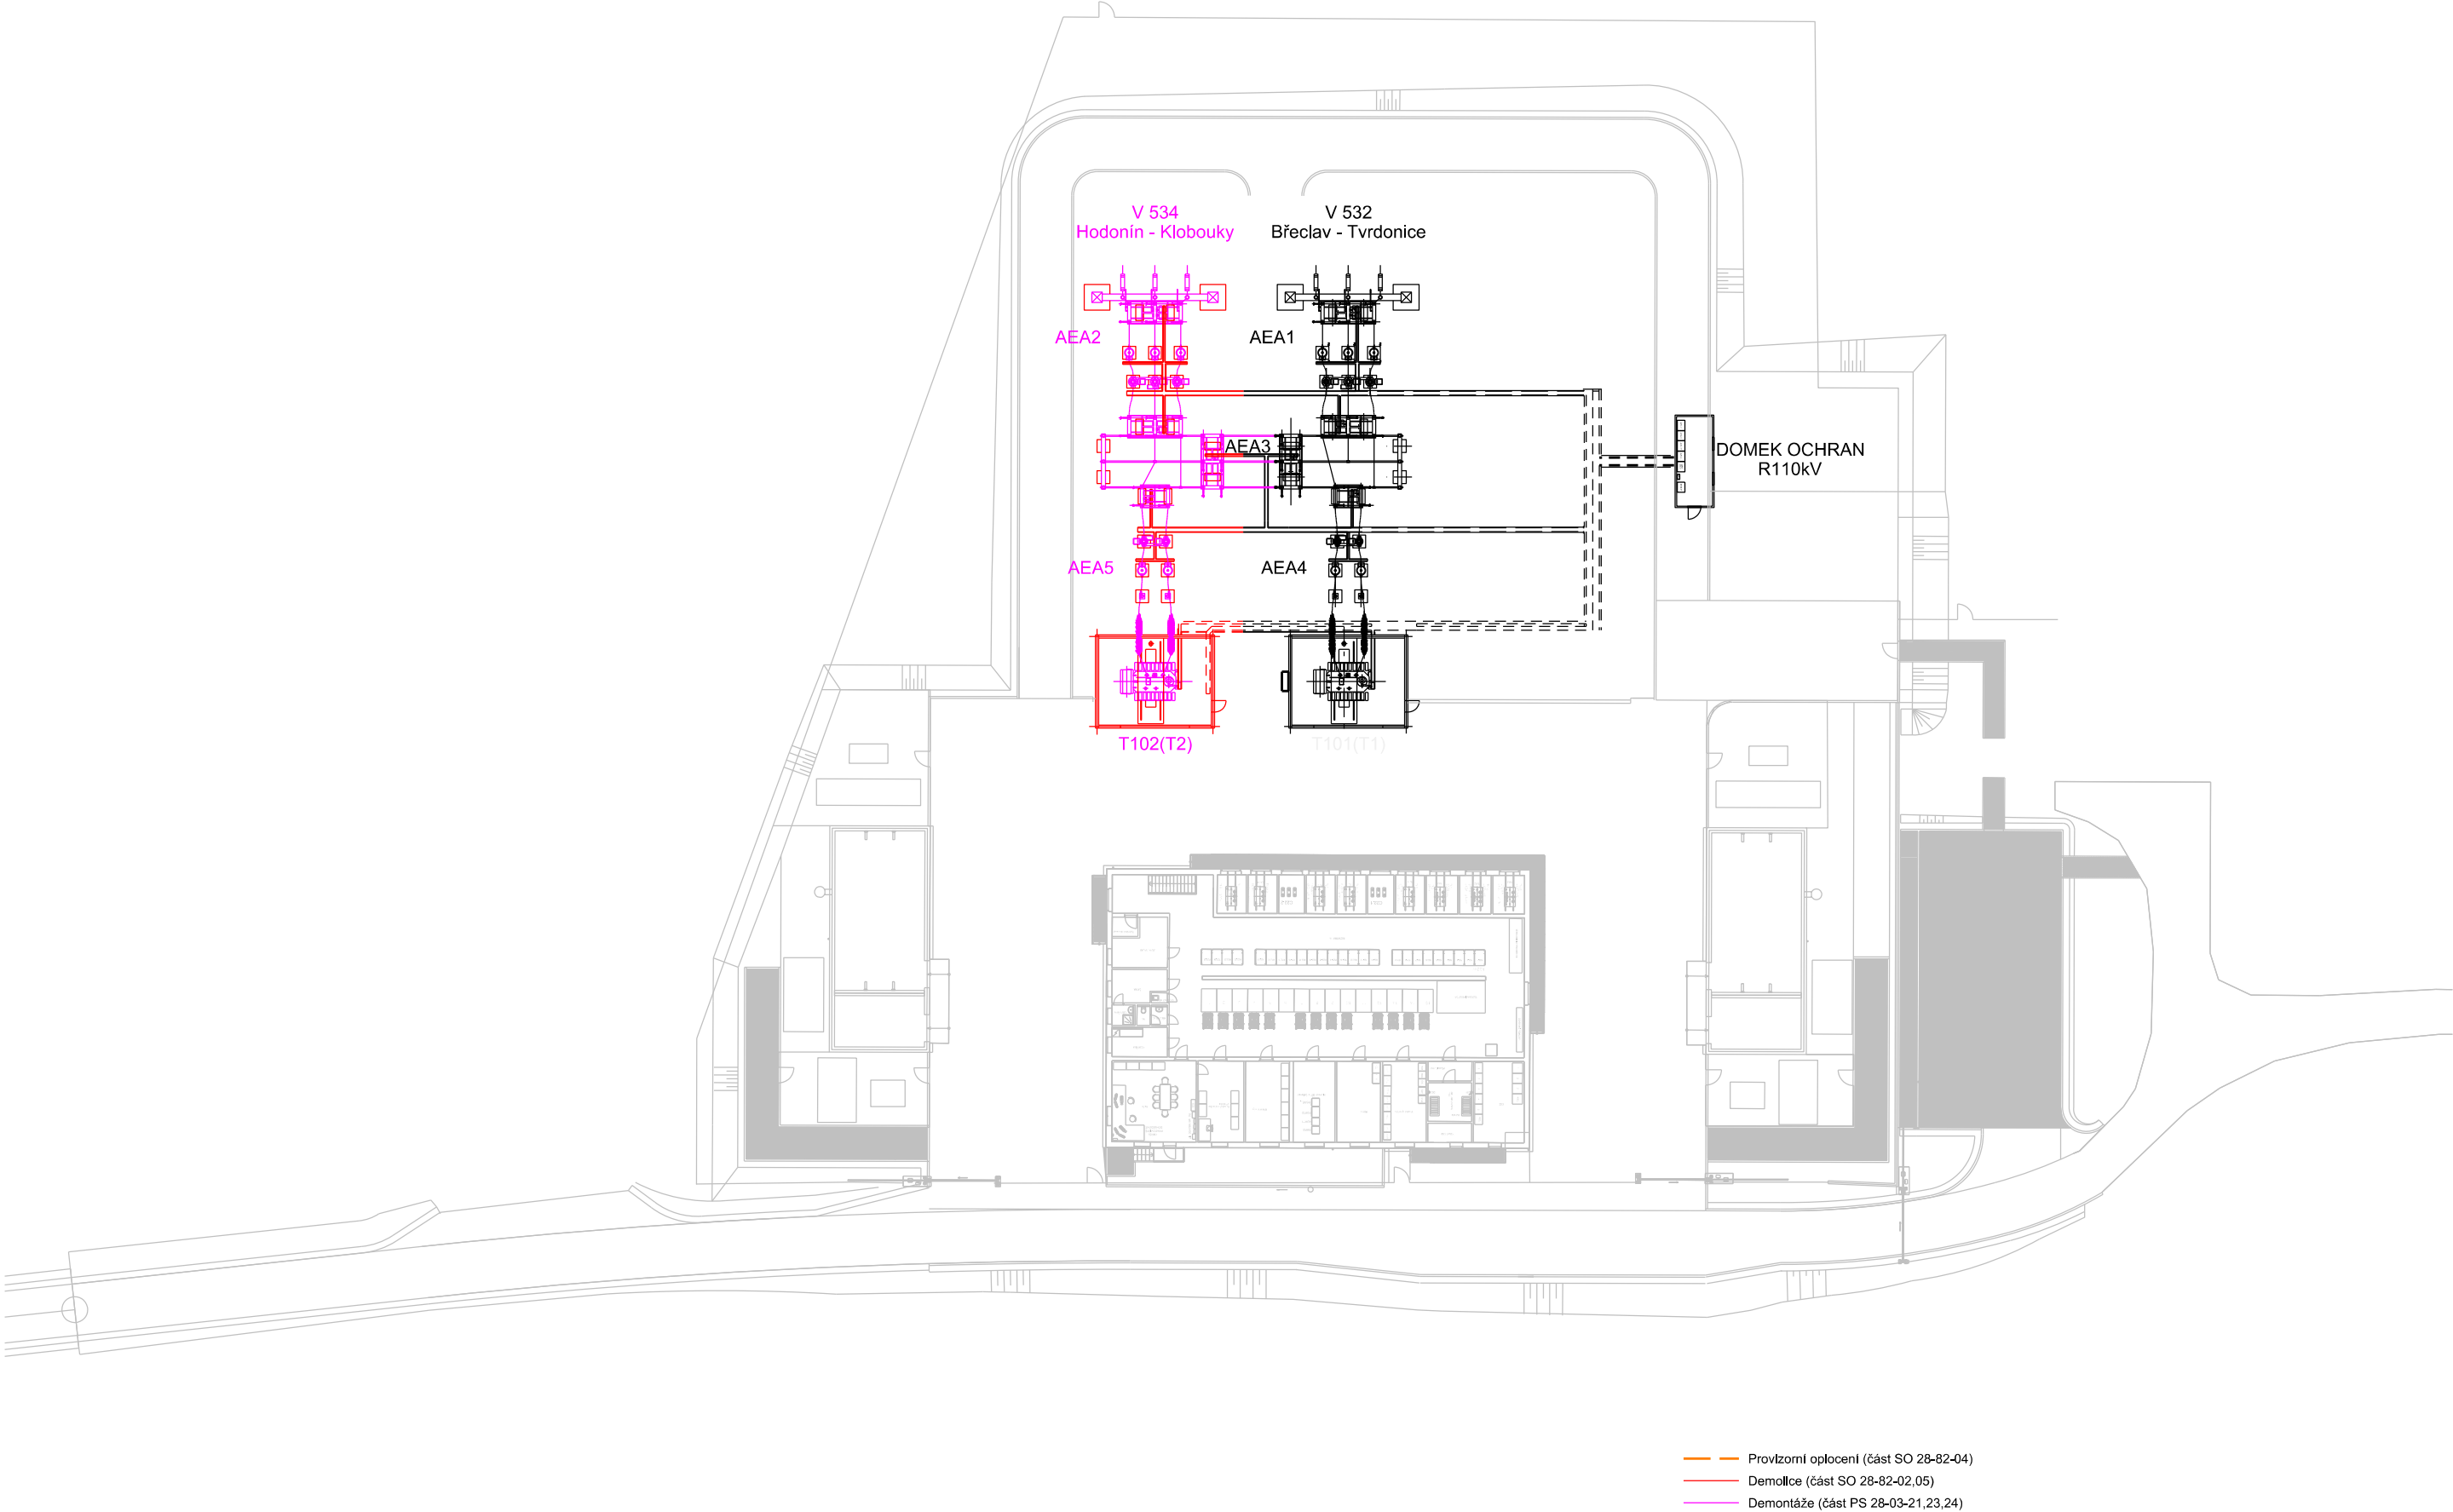 V 534
Hodonín - Klobouky
V 532
Břeclav - Tvrdonice
AEA2
AEA1
AEA3
DOMEK OCHRAN
R110kV
AEA5
AEA4
T102(T2)
T101(T1)
Provizorní oplocení (část SO 28-82-04)
Demolice (část SO 28-82-02,05)
Demontáže (část PS 28-03-21,23,24)